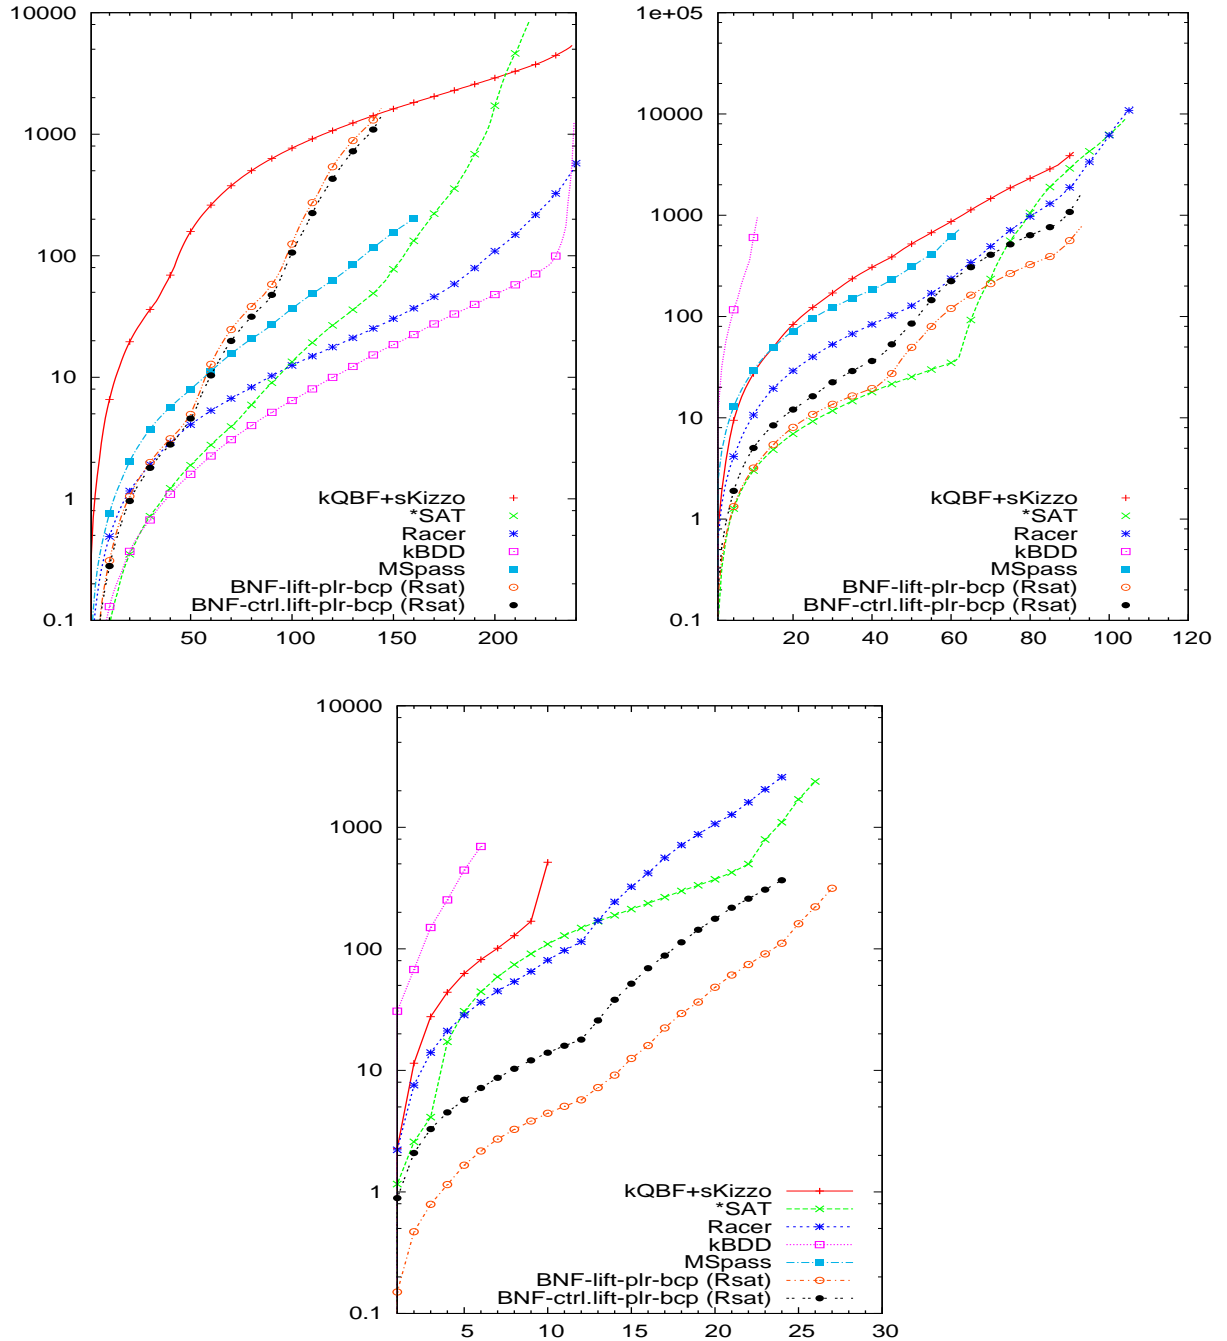 10000
1000
100
10
1
0.1
50
100
150
200
kQBF+sKizzo
*SAT
Racer
kBDD
MSpass
BNF-lift-plr-bcp (Rsat)
BNF-ctrl.lift-plr-bcp (Rsat)
1e+05
10000
1000
100
10
1
0.1
20
40
60
80
100
120
kQBF+sKizzo
*SAT
Racer
kBDD
MSpass
BNF-lift-plr-bcp (Rsat)
BNF-ctrl.lift-plr-bcp (Rsat)
10000
1000
100
10
1
0.1
5
10
15
20
25
30
kQBF+sKizzo
*SAT
Racer
kBDD
MSpass
BNF-lift-plr-bcp (Rsat)
BNF-ctrl.lift-plr-bcp (Rsat)